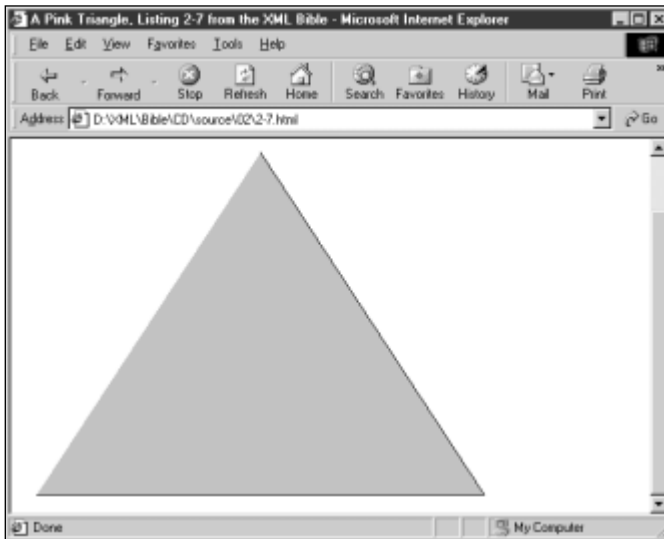 A Pink Triangle, Listing 2-7 from the XML Bible - Microsoft Internet Explorer
File Edit View Favorites Tools Help
Back Forward Stop Refresh Home Search Favorites History Mail Print
Address D:\XML\Bible\CD\source\02\2-7.html Go
Done My Computer